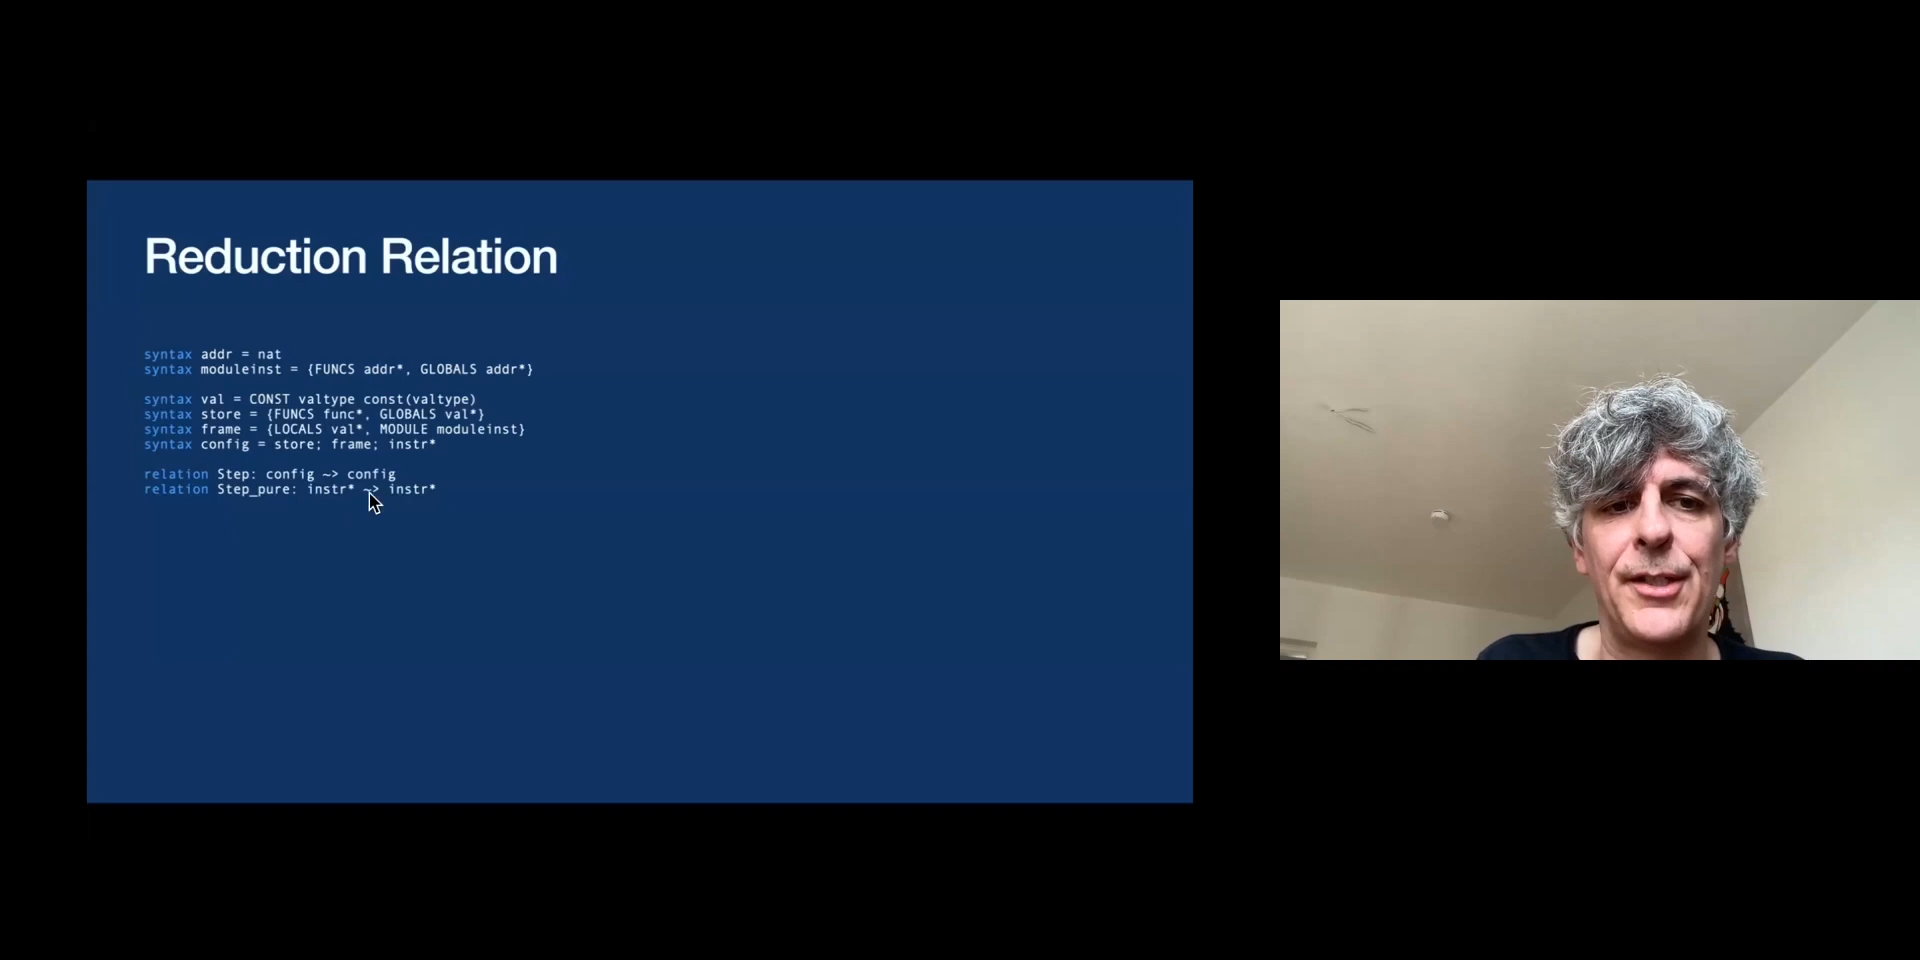 Reduction Relation
syntax addr = nat
syntax moduleinst = {FUNCS addr*, GLOBALS addr*}
syntax val = CONST valtype const(valtype)
syntax store = {FUNCS func*, GLOBALS val*}
syntax frame = {LOCALS val*, MODULE moduleinst}
syntax config = store; frame; instr*
relation Step: config ~> config
relation Step_pure: instr* ~> instr*